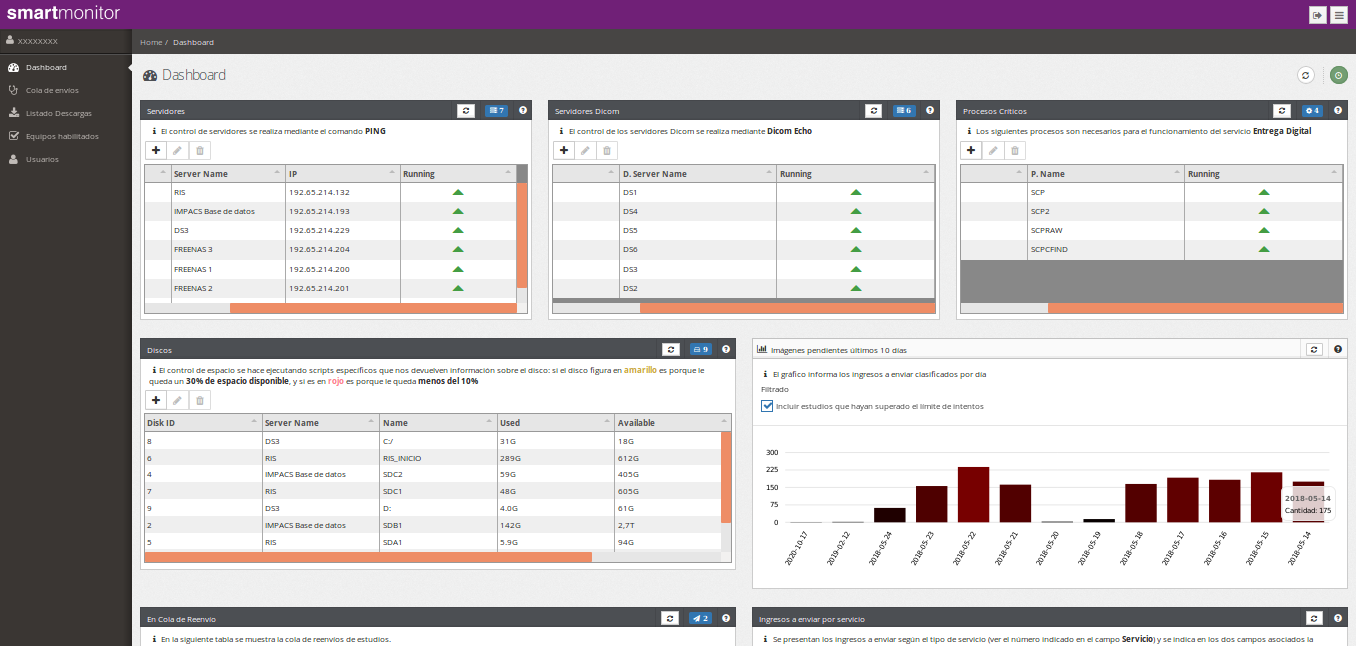 smartmonitor
XXXXXXXX
Home / Dashboard
Dashboard
Cola de envíos
Listado Descargas
Equipos habilitados
Usuarios
Dashboard
Servidores 7
El control de servidores se realiza mediante el comando PING
Server Name IP Running
RIS 192.65.214.132
IMPACS Base de datos 192.65.214.193
DS3 192.65.214.229
FREENAS 3 192.65.214.204
FREENAS 1 192.65.214.200
FREENAS 2 192.65.214.201
Servidores Dicom 6
El control de los servidores Dicom se realiza mediante Dicom Echo
D. Server Name Running
DS1
DS4
DS5
DS6
DS3
DS2
Procesos Críticos 4
Los siguientes procesos son necesarios para el funcionamiento del servicio Entrega Digital
P. Name Running
SCP
SCP2
SCPRAW
SCPCFIND
Discos 9
El control de espacio se hace ejecutando scripts específicos que nos devuelven información sobre el disco: si el disco figura en amarillo es porque le
queda un 30% de espacio disponible, y si es en rojo es porque le queda menos del 10%
Disk ID Server Name Name Used Available
8 DS3 C:/ 31G 18G
6 RIS RIS_INICIO 289G 612G
4 IMPACS Base de datos SDC2 59G 405G
7 RIS SDC1 48G 605G
9 DS3 D: 4.0G 61G
2 IMPACS Base de datos SDB1 142G 2,7T
5 RIS SDA1 5.9G 94G
Imágenes pendientes últimos 10 días
El gráfico informa los ingresos a enviar clasificados por día
Filtrado
Incluir estudios que hayan superado el límite de intentos
300
225
150
75
0
2020-10-17 2019-02-12 2018-05-24 2018-05-23 2018-05-22 2018-05-21 2018-05-20 2018-05-19 2018-05-18 2018-05-17 2018-05-16 2018-05-15 2018-05-14
2018-05-14
Cantidad: 175
En Cola de Reenvio 2
En la siguiente tabla se muestra la cola de reenvios de estudios.
Ingresos a enviar por servicio
Se presentan los ingresos a enviar según el tipo de servicio (ver el número indicado en el campo Servicio) y se indica en los dos campos asociados la